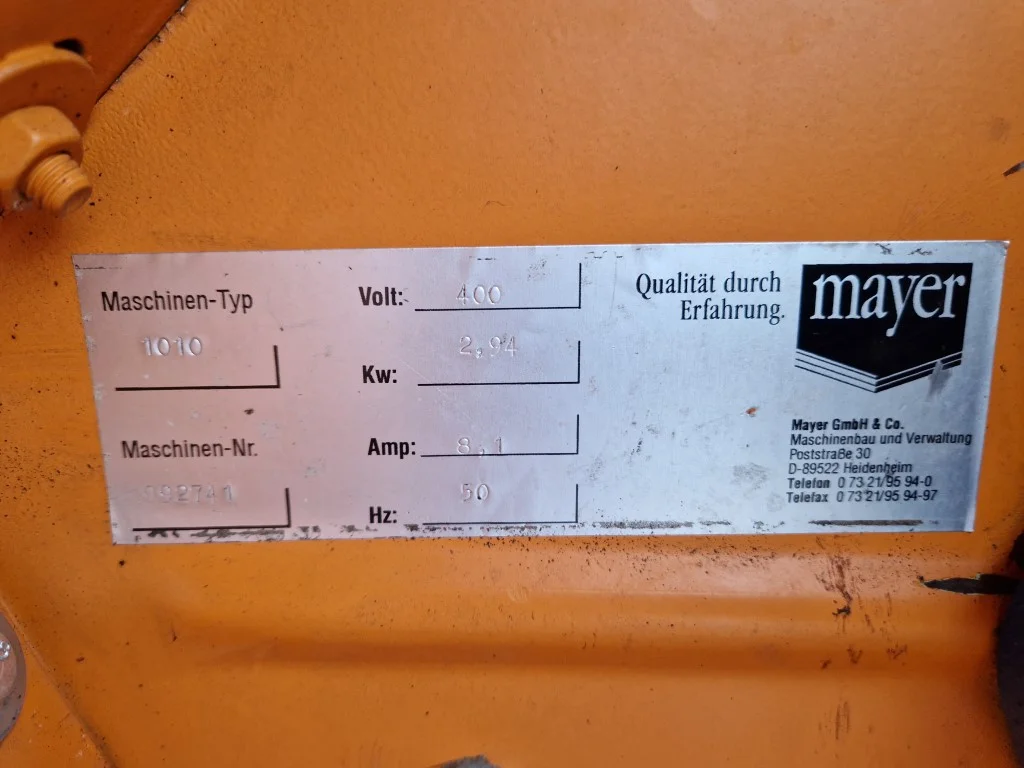 Maschinen-Typ
1010
Maschinen-Nr.
Volt: 400
Kw: 2,94
Amp: 8,1
Hz: 50
Qualität durch
Erfahrung.
mayer
Mayer GmbH & Co.
Maschinenbau und Verwaltung
Poststraße 30
D-89522 Heidenheim
Telefon 0 73 21/95 94-0
Telefax 0 73 21/95 94-97